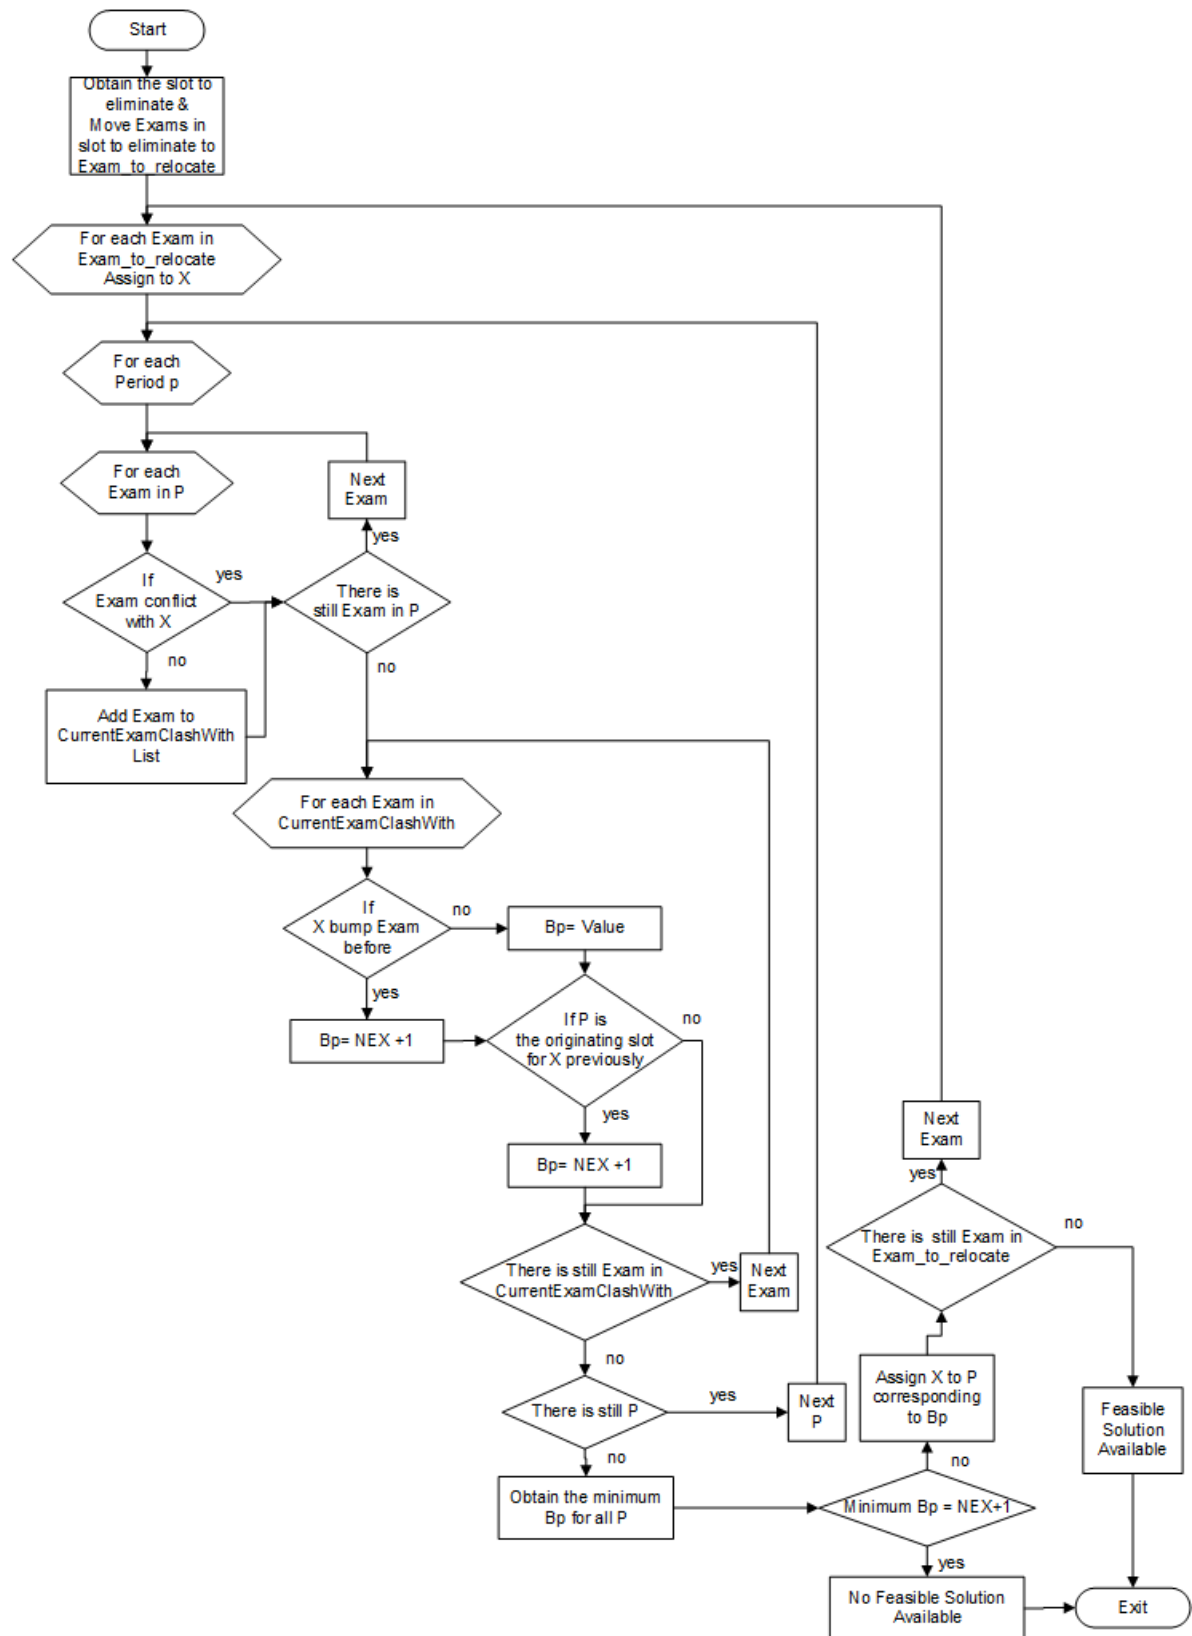 Start
Obtain the slot to
eliminate &
Move Exams in
slot to eliminate to
Exam_to_relocate
For each Exam in
Exam_to_relocate
Assign to X
For each
Period p
For each
Exam in P
Next
Exam
yes
If
Exam conflict
with X
yes
There is
still Exam in P
no
no
Add Exam to
CurrentExamClashWith
List
For each Exam in
CurrentExamClashWith
If
X bump Exam
before
no
Bp= Value
yes
Bp= NEX +1
If P is
the originating slot
for X previously
no
yes
Bp= NEX +1
Next
Exam
yes
There is still Exam in
Exam_to_relocate
no
There is still Exam in
CurrentExamClashWith
yes
Next
Exam
no
There is still P
yes
Next
P
Assign X to P
corresponding
to Bp
Feasible
Solution
Available
no
no
Obtain the minimum
Bp for all P
Minimum Bp = NEX+1
yes
No Feasible Solution
Available
Exit